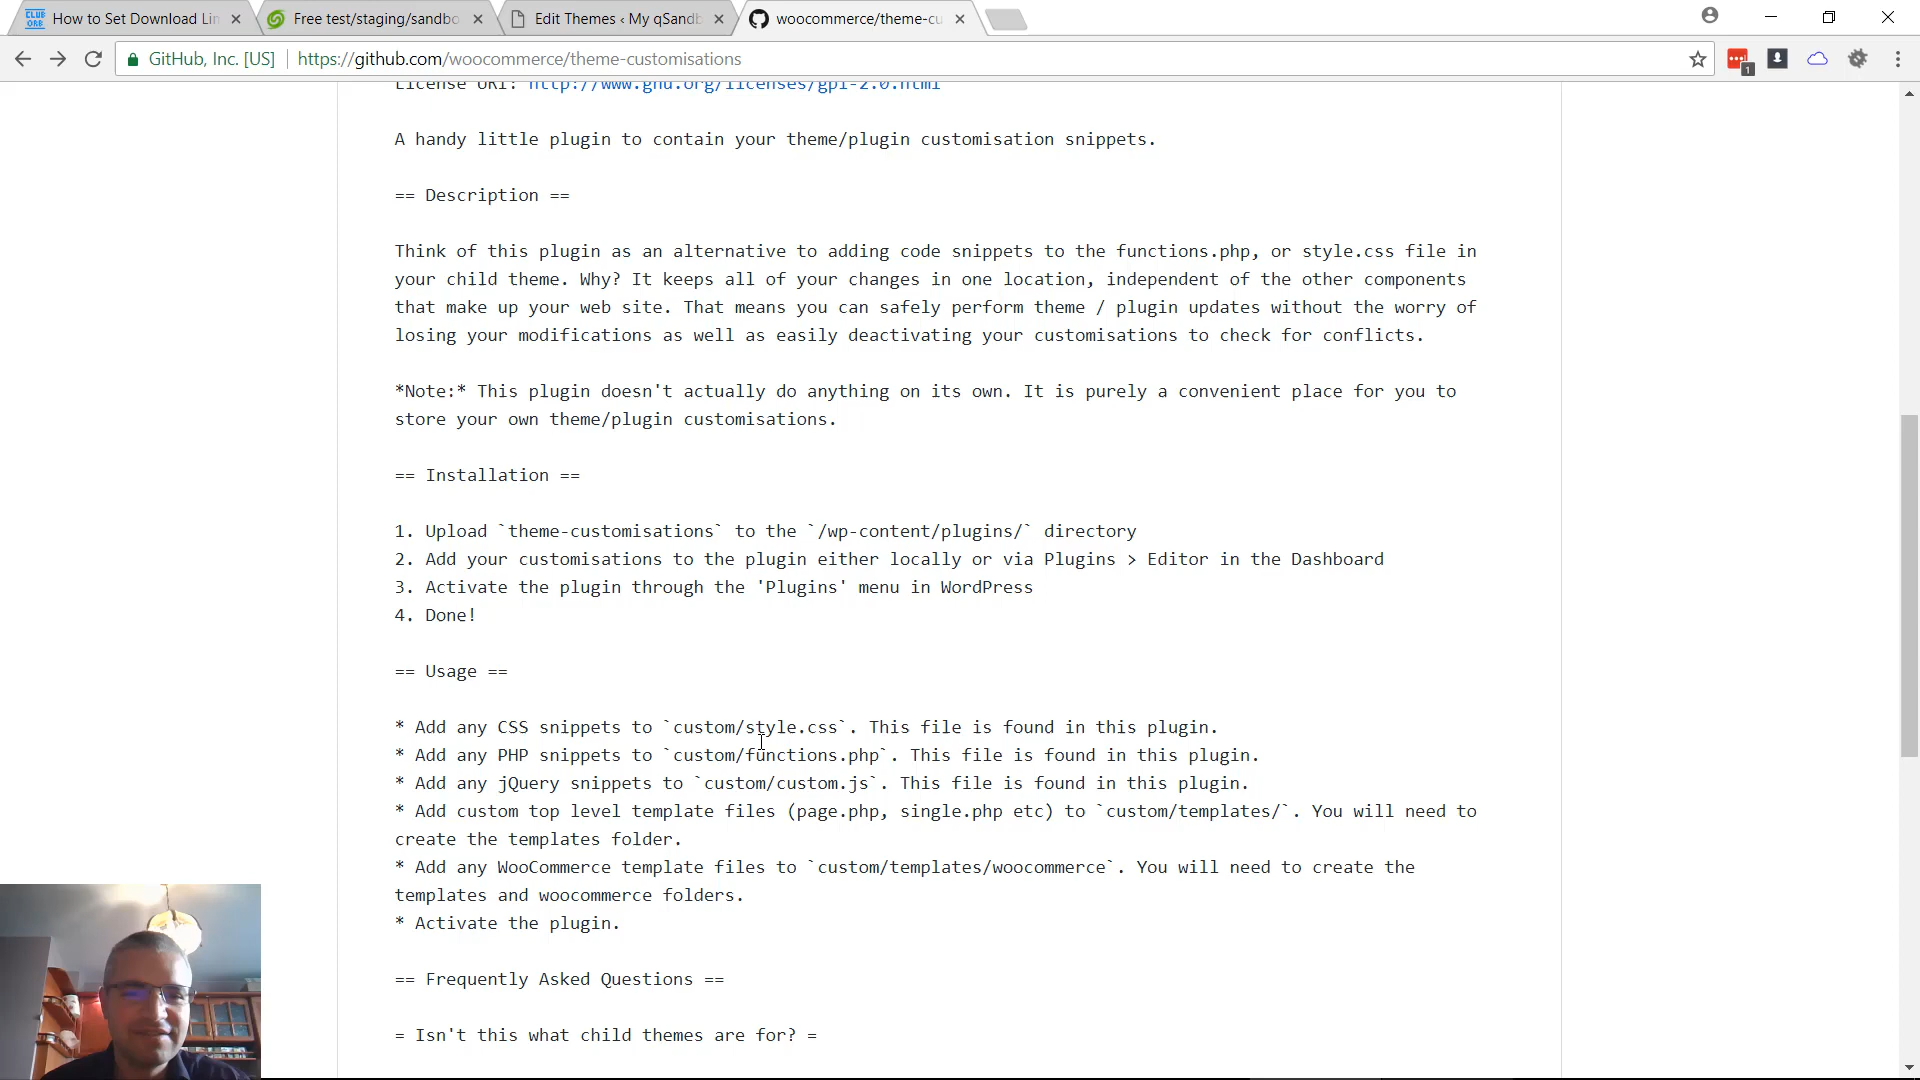 How to Set Download Lin
Free test/staging/sandbo
Edit Themes ‹ My qSandb
woocommerce/theme-cu
GitHub, Inc. [US]
https://github.com/woocommerce/theme-customisations
1
License URI: http://www.gnu.org/licenses/gpl-2.0.html
A handy little plugin to contain your theme/plugin customisation snippets.
== Description ==
Think of this plugin as an alternative to adding code snippets to the functions.php, or style.css file in
your child theme. Why? It keeps all of your changes in one location, independent of the other components
that make up your web site. That means you can safely perform theme / plugin updates without the worry of
losing your modifications as well as easily deactivating your customisations to check for conflicts.
*Note:* This plugin doesn't actually do anything on its own. It is purely a convenient place for you to
store your own theme/plugin customisations.
== Installation ==
1. Upload `theme-customisations` to the `/wp-content/plugins/` directory
2. Add your customisations to the plugin either locally or via Plugins > Editor in the Dashboard
3. Activate the plugin through the 'Plugins' menu in WordPress
4. Done!
== Usage ==
* Add any CSS snippets to `custom/style.css`. This file is found in this plugin.
* Add any PHP snippets to `custom/functions.php`. This file is found in this plugin.
* Add any jQuery snippets to `custom/custom.js`. This file is found in this plugin.
* Add custom top level template files (page.php, single.php etc) to `custom/templates/`. You will need to
create the templates folder.
* Add any WooCommerce template files to `custom/templates/woocommerce`. You will need to create the
templates and woocommerce folders.
* Activate the plugin.
== Frequently Asked Questions ==
= Isn't this what child themes are for? =